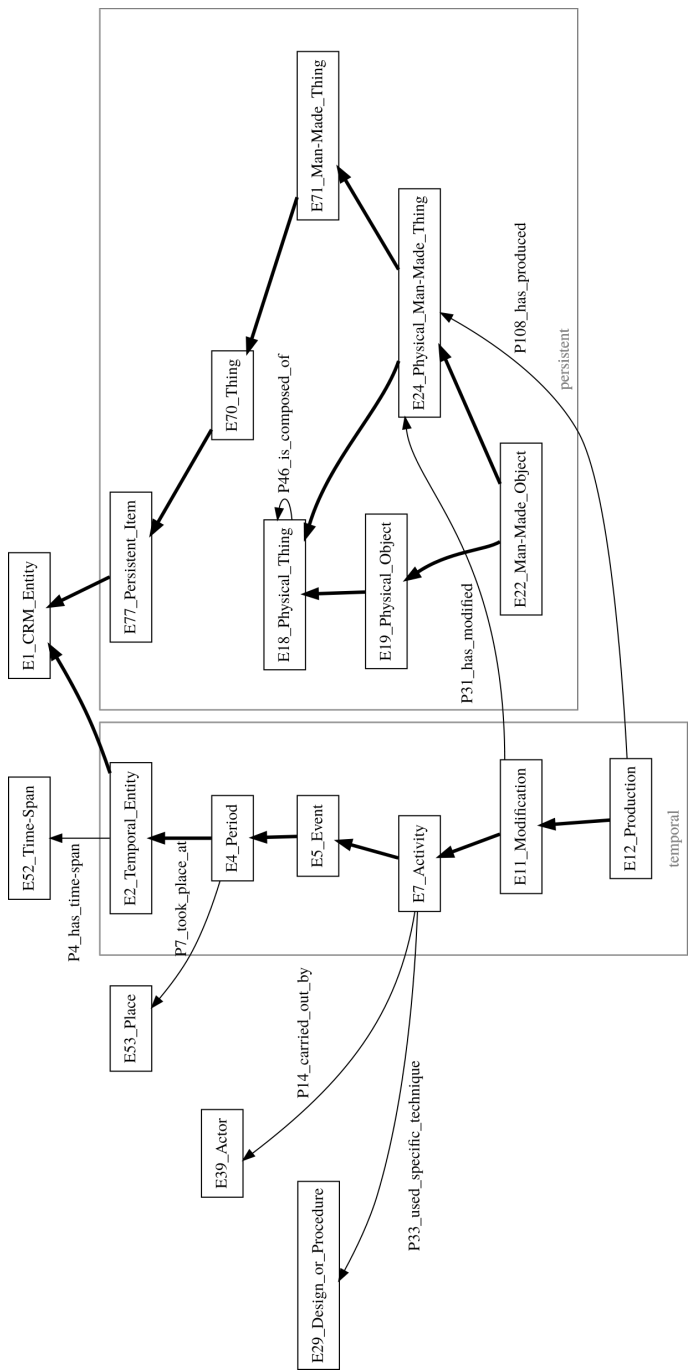 E1_CRM_Entity
E52_Time-Span
P4_has_time-span
E2_Temporal_Entity
E77_Persistent_Item
E53_Place
P7_took_place_at
E4_Period
E70_Thing
E39_Actor
P14_carried_out_by
E5_Event
E18_Physical_Thing
P46_is_composed_of
E71_Man-Made_Thing
E29_Design_or_Procedure
P33_used_specific_technique
E7_Activity
E19_Physical_Object
E24_Physical_Man-Made_Thing
P31_has_modified
E11_Modification
E22_Man-Made_Object
P108_has_produced
E12_Production
persistent
temporal